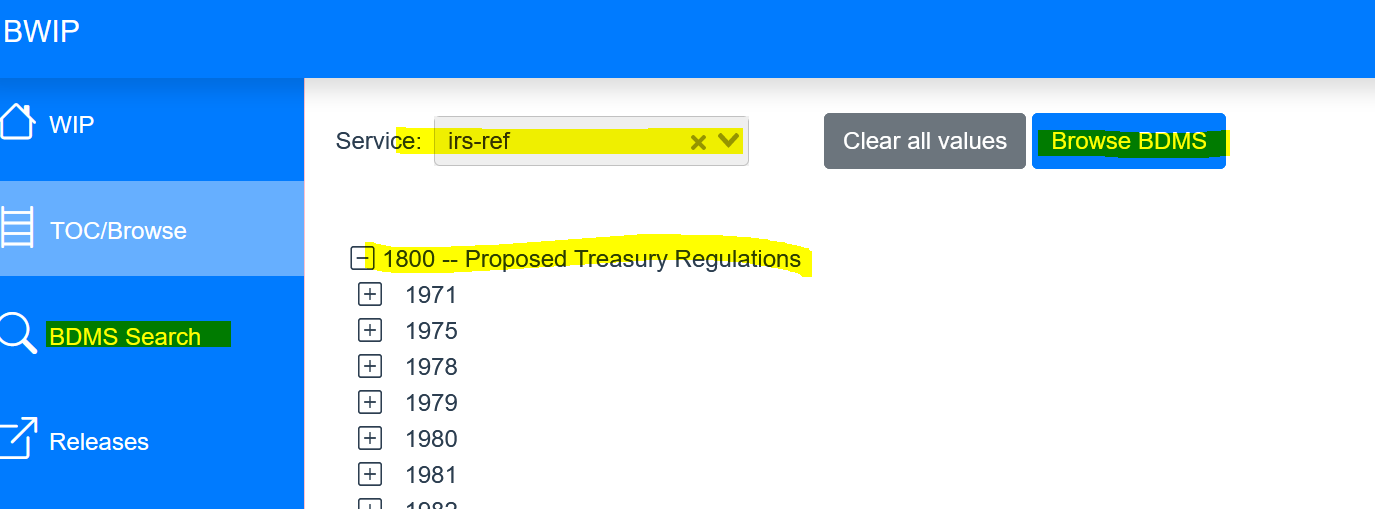 BWIP
WIP
TOC/Browse
BDMS Search
Releases
Service: irs-ref Clear all values Browse BDMS
1800 -- Proposed Treasury Regulations
1971
1975
1978
1979
1980
1981